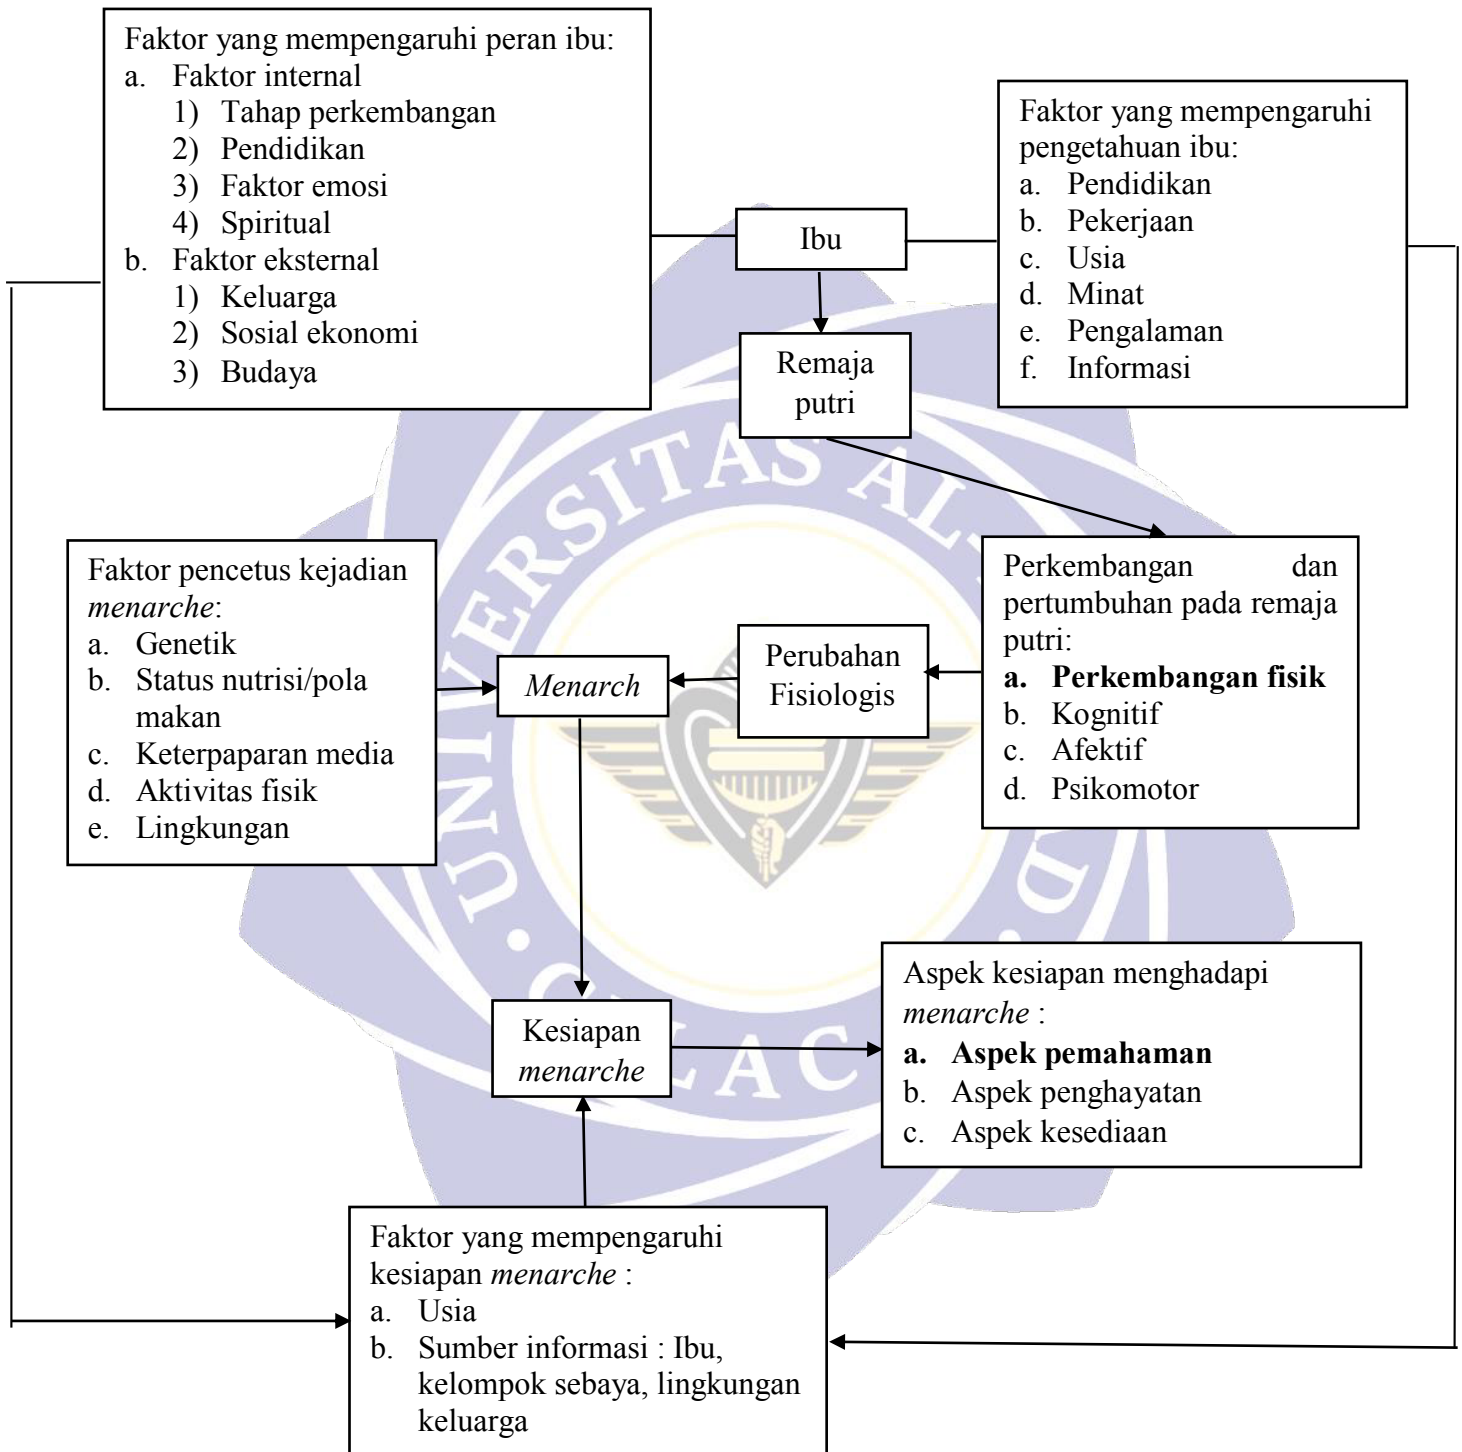 Faktor yang mempengaruhi peran ibu:
a. Faktor internal
1) Tahap perkembangan
2) Pendidikan
3) Faktor emosi
4) Spiritual
b. Faktor eksternal
1) Keluarga
2) Sosial ekonomi
3) Budaya
Ibu
Faktor yang mempengaruhi
pengetahuan ibu:
a. Pendidikan
b. Pekerjaan
c. Usia
d. Minat
e. Pengalaman
f. Informasi
Remaja
putri
Faktor pencetus kejadian
menarche:
a. Genetik
b. Status nutrisi/pola
makan
c. Keterpaparan media
d. Aktivitas fisik
e. Lingkungan
Menarch
Perubahan
Fisiologis
Perkembangan dan
pertumbuhan pada remaja
putri:
a. Perkembangan fisik
b. Kognitif
c. Afektif
d. Psikomotor
Kesiapan
menarche
Aspek kesiapan menghadapi
menarche :
a. Aspek pemahaman
b. Aspek penghayatan
c. Aspek kesediaan
Faktor yang mempengaruhi
kesiapan menarche :
a. Usia
b. Sumber informasi : Ibu,
kelompok sebaya, lingkungan
keluarga
UNIVERSITAS AL-